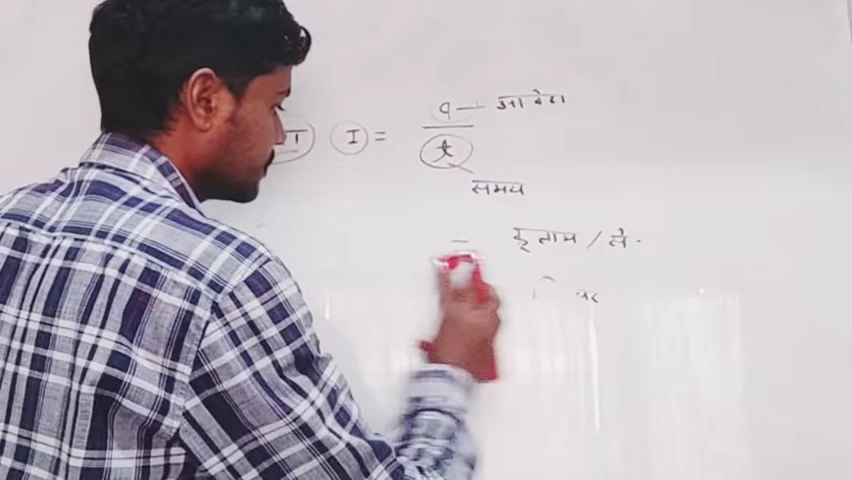 I = q — आवेश
t
समय
= कूलाम / से.